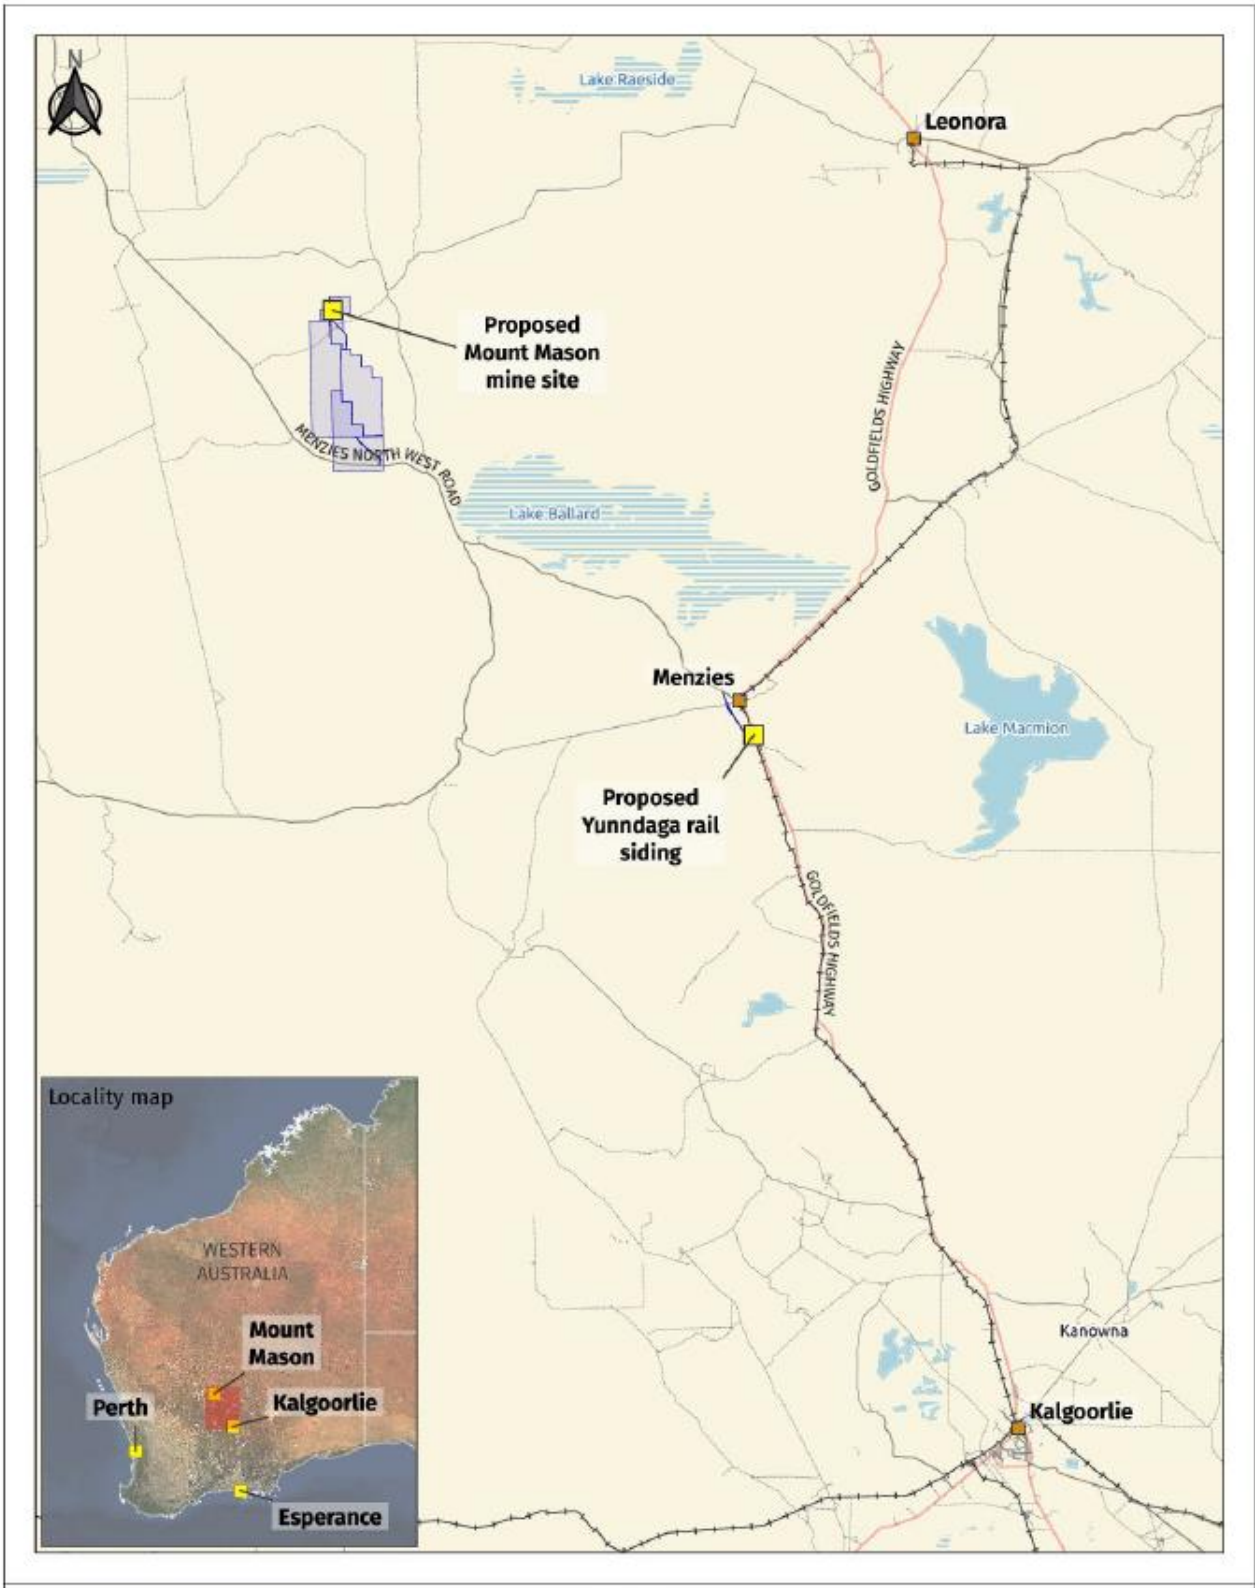 N
Lake Raeside
Leonora
Proposed
Mount Mason
mine site
GOLDFIELDS HIGHWAY
MENZIES NORTH WEST ROAD
Lake Ballard
Menzies
Lake Marmion
Proposed
Yunndaga rail
siding
GOLDFIELDS HIGHWAY
Locality map
WESTERN
AUSTRALIA
Mount
Mason
Perth
Kalgoorlie
Esperance
Kanowna
Kalgoorlie